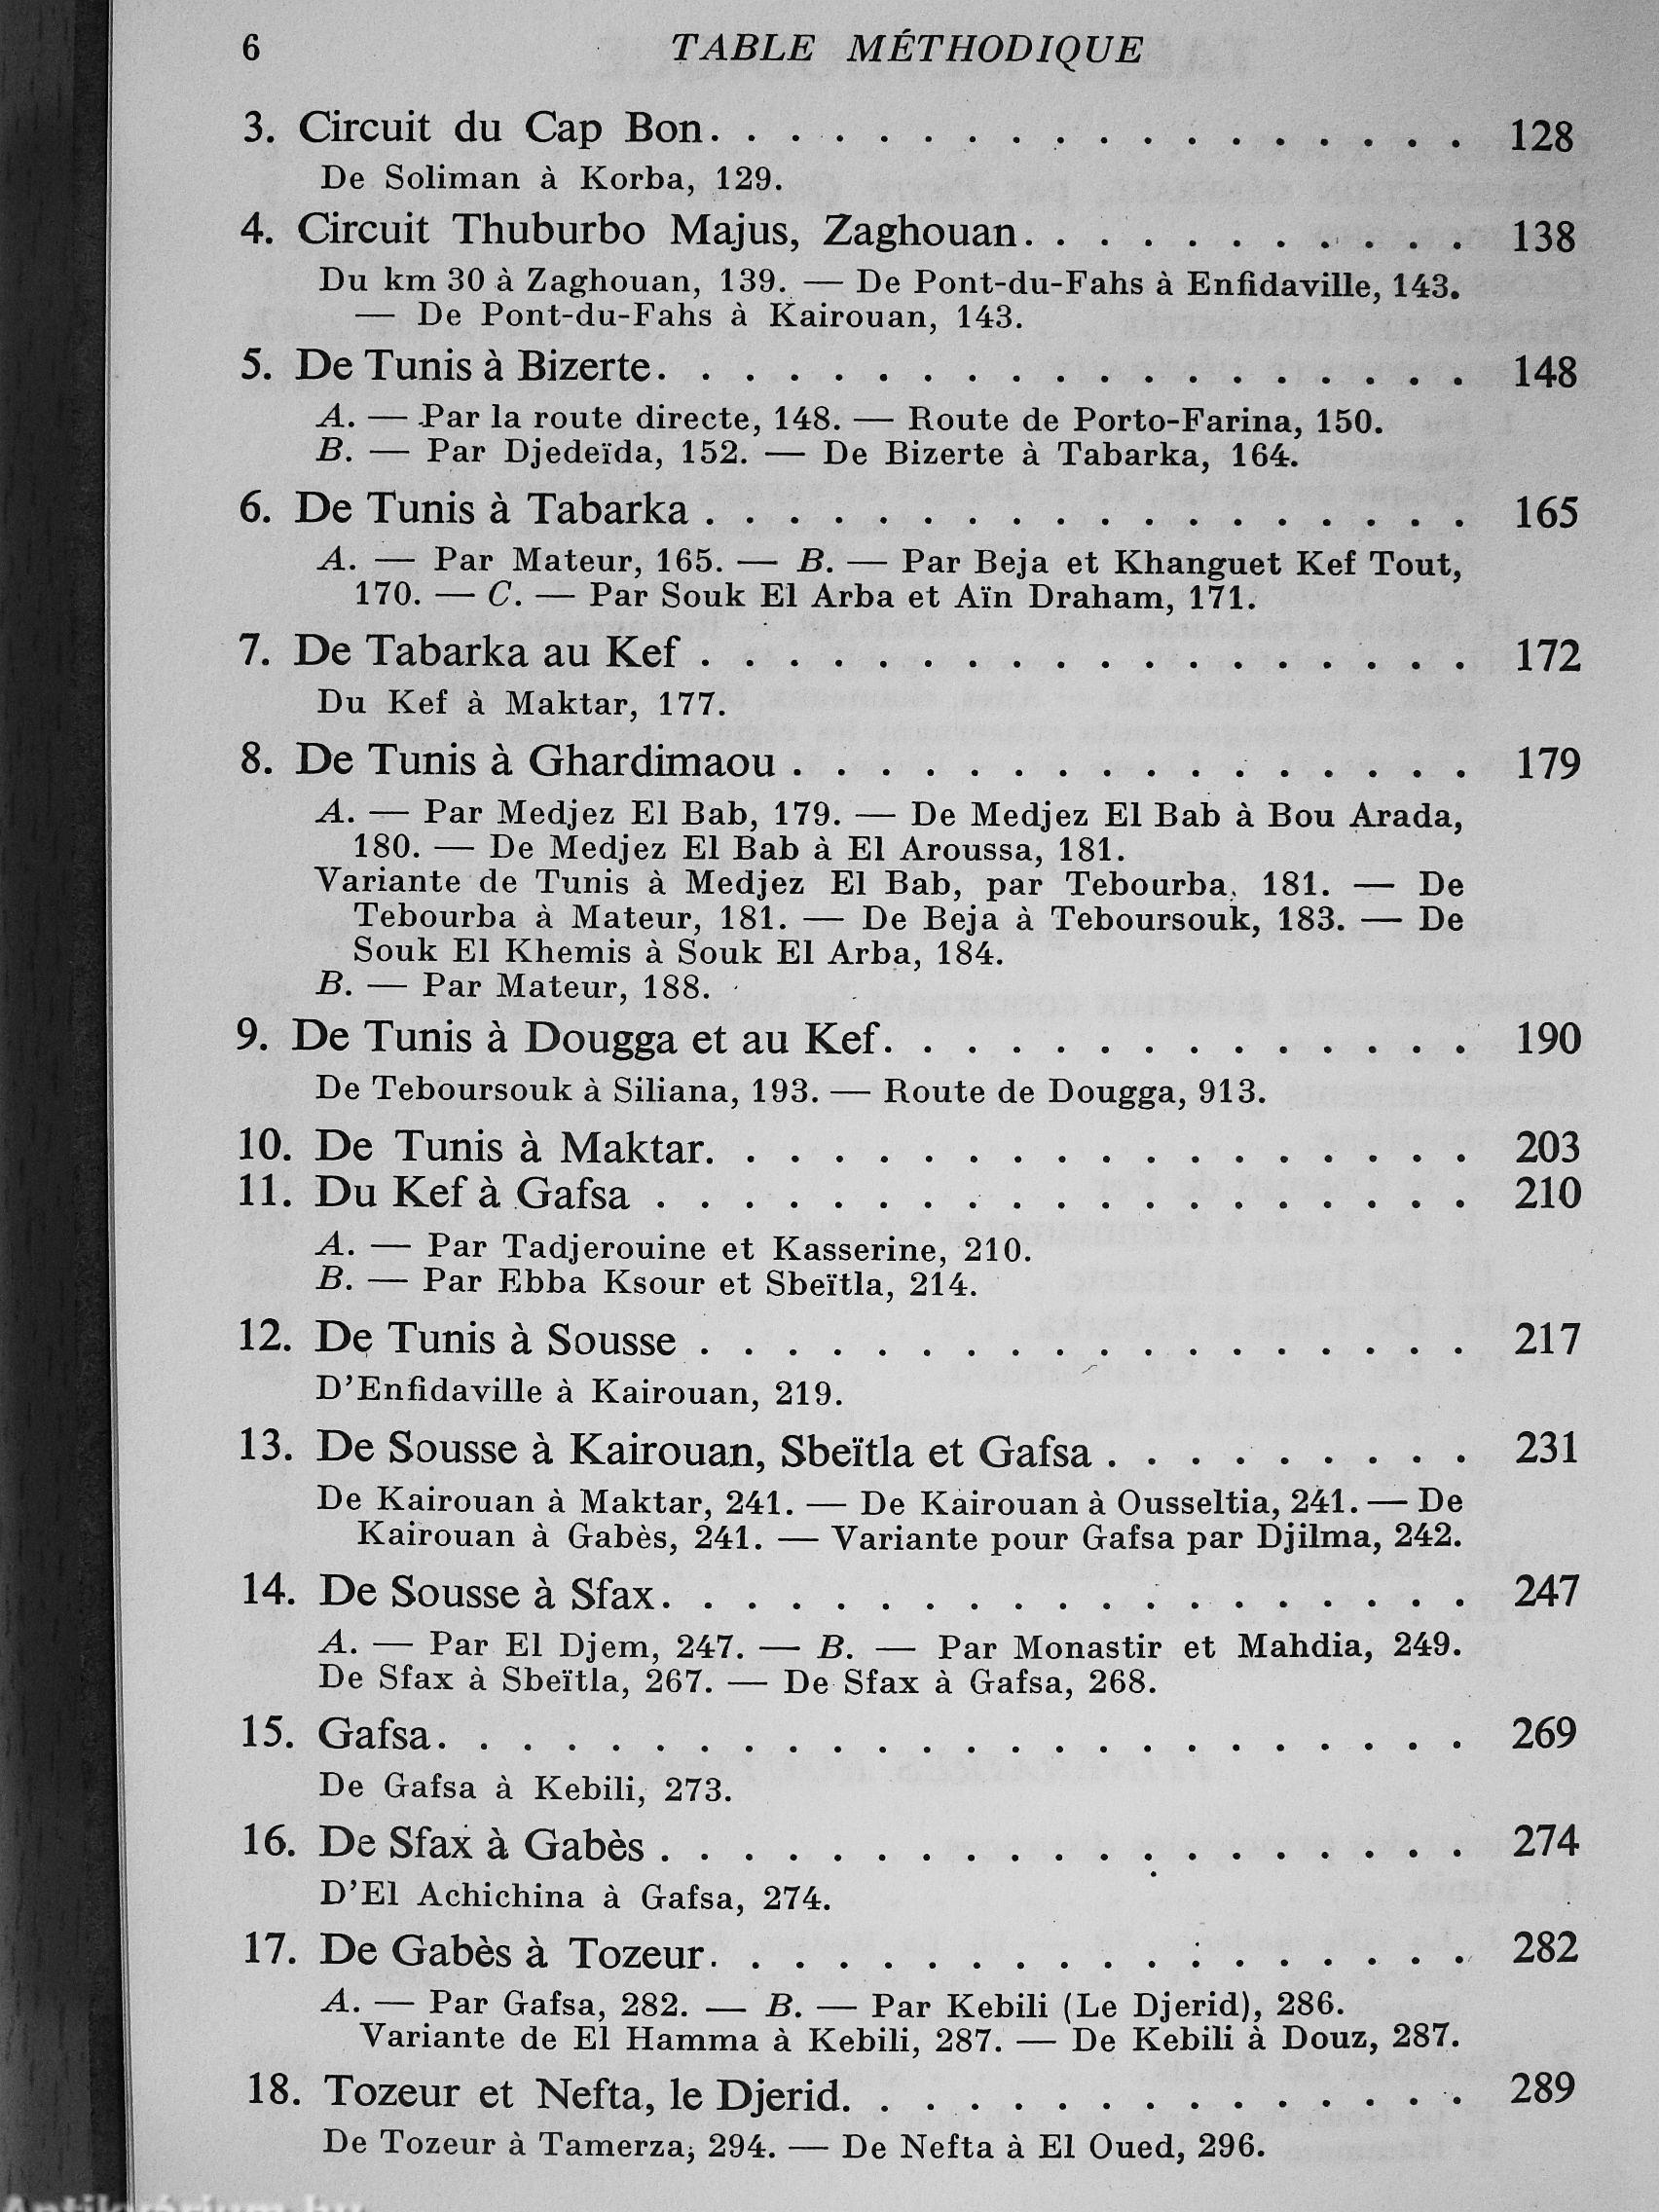 6 TABLE MÉTHODIQUE
3. Circuit du Cap Bon. . . . . . . . . . . . . . . . . . 128
De Soliman à Korba, 129.
4. Circuit Thuburbo Majus, Zaghouan. . . . . . . . . . . 138
Du km 30 à Zaghouan, 139. — De Pont-du-Fahs à Enfidaville, 143.
— De Pont-du-Fahs à Kairouan, 143.
5. De Tunis à Bizerte. . . . . . . . . . . . . . . . . . . 148
A. — Par la route directe, 148. — Route de Porto-Farina, 150.
B. — Par Djedeïda, 152. — De Bizerte à Tabarka, 164.
6. De Tunis à Tabarka . . . . . . . . . . . . . . . . . . 165
A. — Par Mateur, 165. — B. — Par Beja et Khanguet Kef Tout,
170. — C. — Par Souk El Arba et Aïn Draham, 171.
7. De Tabarka au Kef . . . . . . . . . . . . . . . . . . 172
Du Kef à Maktar, 177.
8. De Tunis à Ghardimaou . . . . . . . . . . . . . . . . 179
A. — Par Medjez El Bab, 179. — De Medjez El Bab à Bou Arada,
180. — De Medjez El Bab à El Aroussa, 181.
Variante de Tunis à Medjez El Bab, par Tebourba, 181. — De
Tebourba à Mateur, 181. — De Beja à Teboursouk, 183. — De
Souk El Khemis à Souk El Arba, 184.
B. — Par Mateur, 188.
9. De Tunis à Dougga et au Kef. . . . . . . . . . . . . . 190
De Teboursouk à Siliana, 193. — Route de Dougga, 913.
10. De Tunis à Maktar. . . . . . . . . . . . . . . . . . 203
11. Du Kef à Gafsa . . . . . . . . . . . . . . . . . . . 210
A. — Par Tadjerouine et Kasserine, 210.
B. — Par Ebba Ksour et Sbeïtla, 214.
12. De Tunis à Sousse . . . . . . . . . . . . . . . . . . 217
D'Enfidaville à Kairouan, 219.
13. De Sousse à Kairouan, Sbeïtla et Gafsa . . . . . . . . . 231
De Kairouan à Maktar, 241. — De Kairouan à Ousseltia, 241. — De
Kairouan à Gabès, 241. — Variante pour Gafsa par Djilma, 242.
14. De Sousse à Sfax. . . . . . . . . . . . . . . . . . . 247
A. — Par El Djem, 247. — B. — Par Monastir et Mahdia, 249.
De Sfax à Sbeïtla, 267. — De Sfax à Gafsa, 268.
15. Gafsa. . . . . . . . . . . . . . . . . . . . . . . . 269
De Gafsa à Kebili, 273.
16. De Sfax à Gabès . . . . . . . . . . . . . . . . . . . 274
D'El Achichina à Gafsa, 274.
17. De Gabès à Tozeur. . . . . . . . . . . . . . . . . . 282
A. — Par Gafsa, 282. — B. — Par Kebili (Le Djerid), 286.
Variante de El Hamma à Kebili, 287. — De Kebili à Douz, 287.
18. Tozeur et Nefta, le Djerid. . . . . . . . . . . . . . . 289
De Tozeur à Tamerza, 294. — De Nefta à El Oued, 296.
Antikvárium.hu